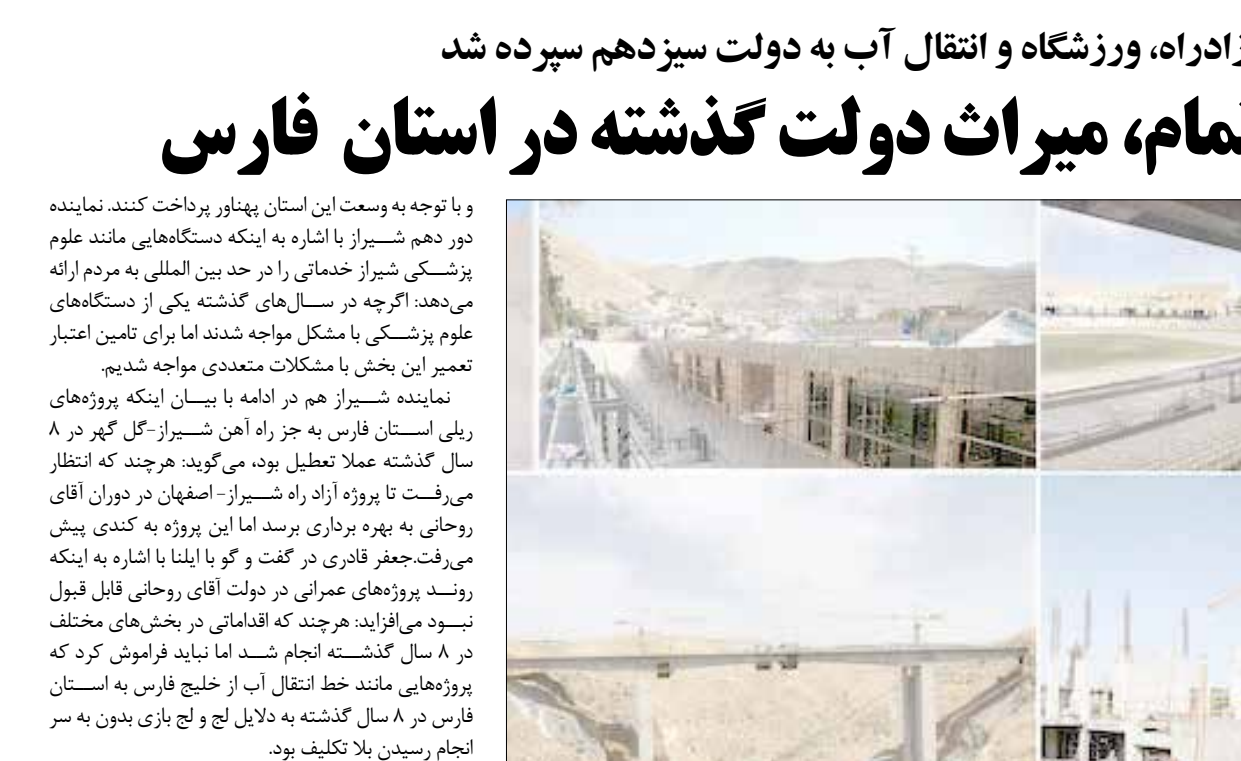 زادراه، ورزشگاه و انتقال آب به دولت سیزدهم سپرده شد
تمام، میراث دولت گذشته در استان فارس
و با توجه به وسعت این استان پهناور پرداخت کنند. نماینده
دور دهم شیراز با اشاره به اینکه دستگاه‌هایی مانند علوم
پزشکی شیراز خدماتی را در حد بین المللی به مردم ارائه
می‌دهد: اگرچه در سال‌های گذشته یکی از دستگاه‌های
علوم پزشکی با مشکل مواجه شدند اما برای تامین اعتبار
تعمیر این بخش با مشکلات متعددی مواجه شدیم.
نماینده شیراز هم در ادامه با بیان اینکه پروژه‌های
ریلی استان فارس به جز راه آهن شیراز-گل گهر در ۸
سال گذشته عملا تعطیل بود، می‌گوید: هرچند که انتظار
می‌رفت تا پروژه آزاد راه شیراز- اصفهان در دوران آقای
روحانی به بهره برداری برسد اما این پروژه به کندی پیش
می‌رفت.جعفر قادری در گفت و گو با ایلنا با اشاره به اینکه
روند پروژه‌های عمرانی در دولت آقای روحانی قابل قبول
نبود می‌افزاید: هرچند که اقداماتی در بخش‌های مختلف
در ۸ سال گذشته انجام شد اما نباید فراموش کرد که
پروژه‌هایی مانند خط انتقال آب از خلیج فارس به استان
فارس در ۸ سال گذشته به دلایل لج و لج بازی بدون به سر
انجام رسیدن بلا تکلیف بود.